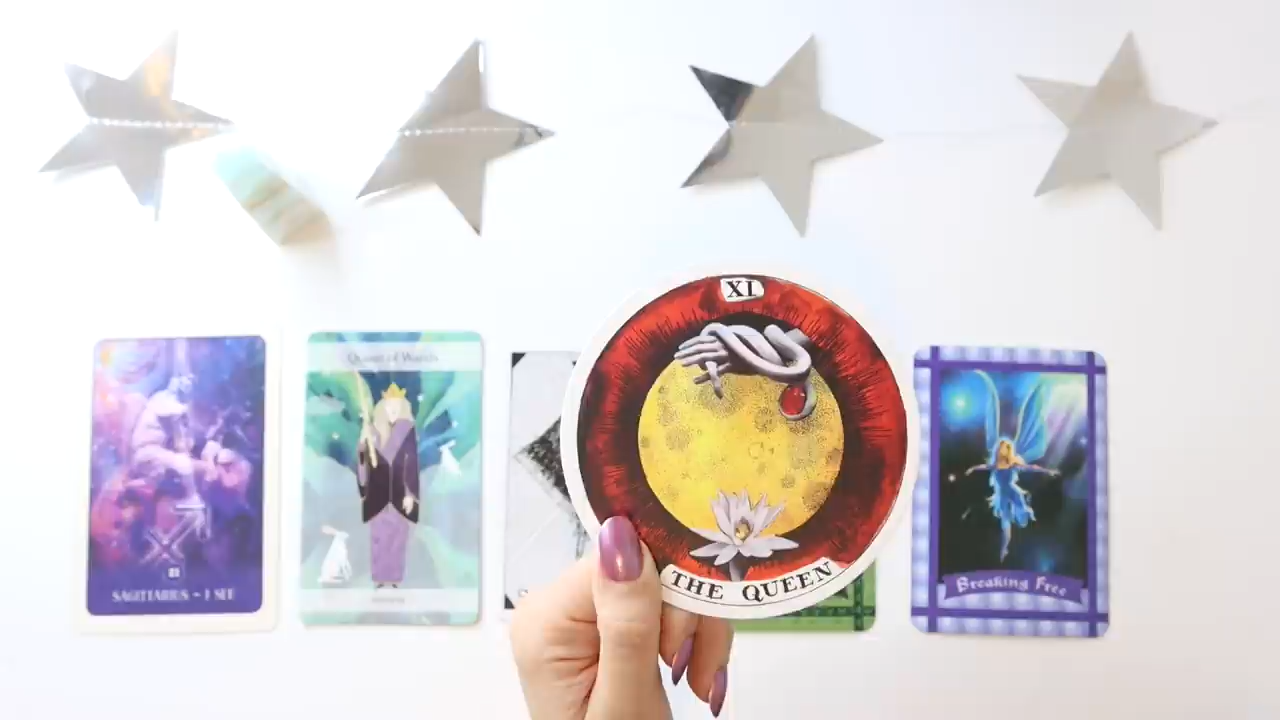 XI
THE QUEEN
Queen of Wands
SAGITTARIUS ~ I SEE
Breaking Free